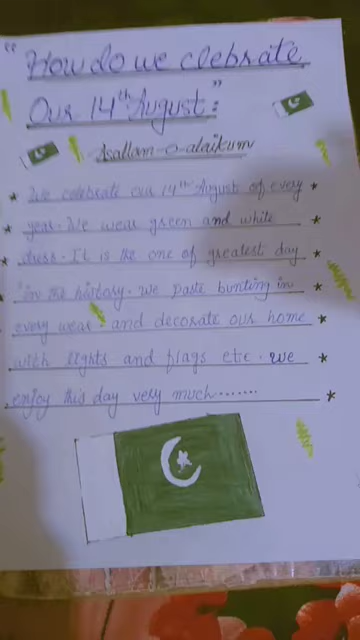 "How do we clebrate
Our 14th August":
Asallam-o-alaikum
* We celebrate our 14th August of every *
* year. We wear green and white *
* dress. It is the one of greatest day *
* in the history. We paste bunting in *
every wear and decorate our home *
with lights and flags etc. we *
enjoy this day very much....... *